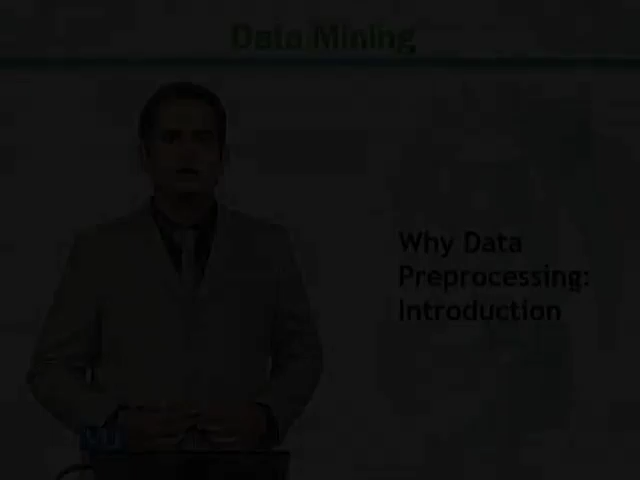 Data Mining
Why Data
Preprocessing:
Introduction